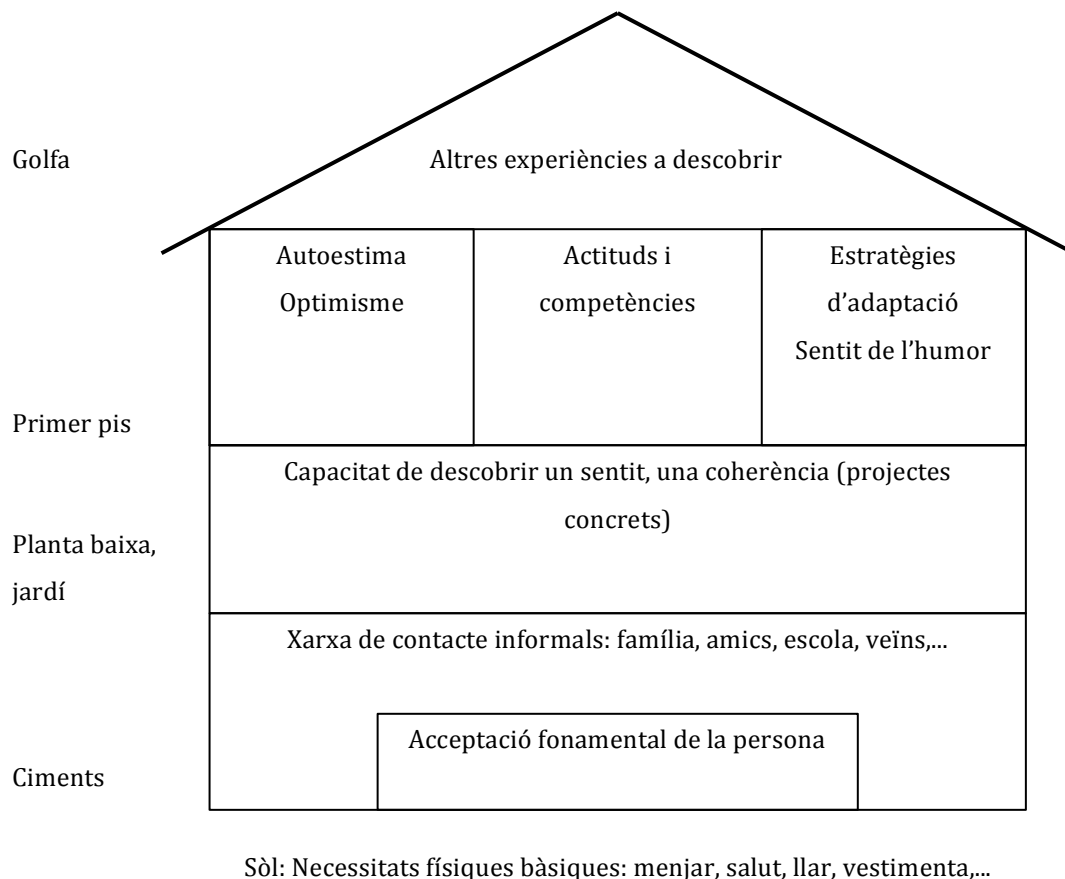 Golfa
Altres experiències a descobrir
Autoestima
Optimisme
Actituds i
competències
Estratègies
d’adaptació
Sentit de l’humor
Primer pis
Capacitat de descobrir un sentit, una coherència (projectes
concrets)
Planta baixa,
jardí
Xarxa de contacte informals: família, amics, escola, veïns,...
Acceptació fonamental de la persona
Ciments
Sòl: Necessitats físiques bàsiques: menjar, salut, llar, vestimenta,...